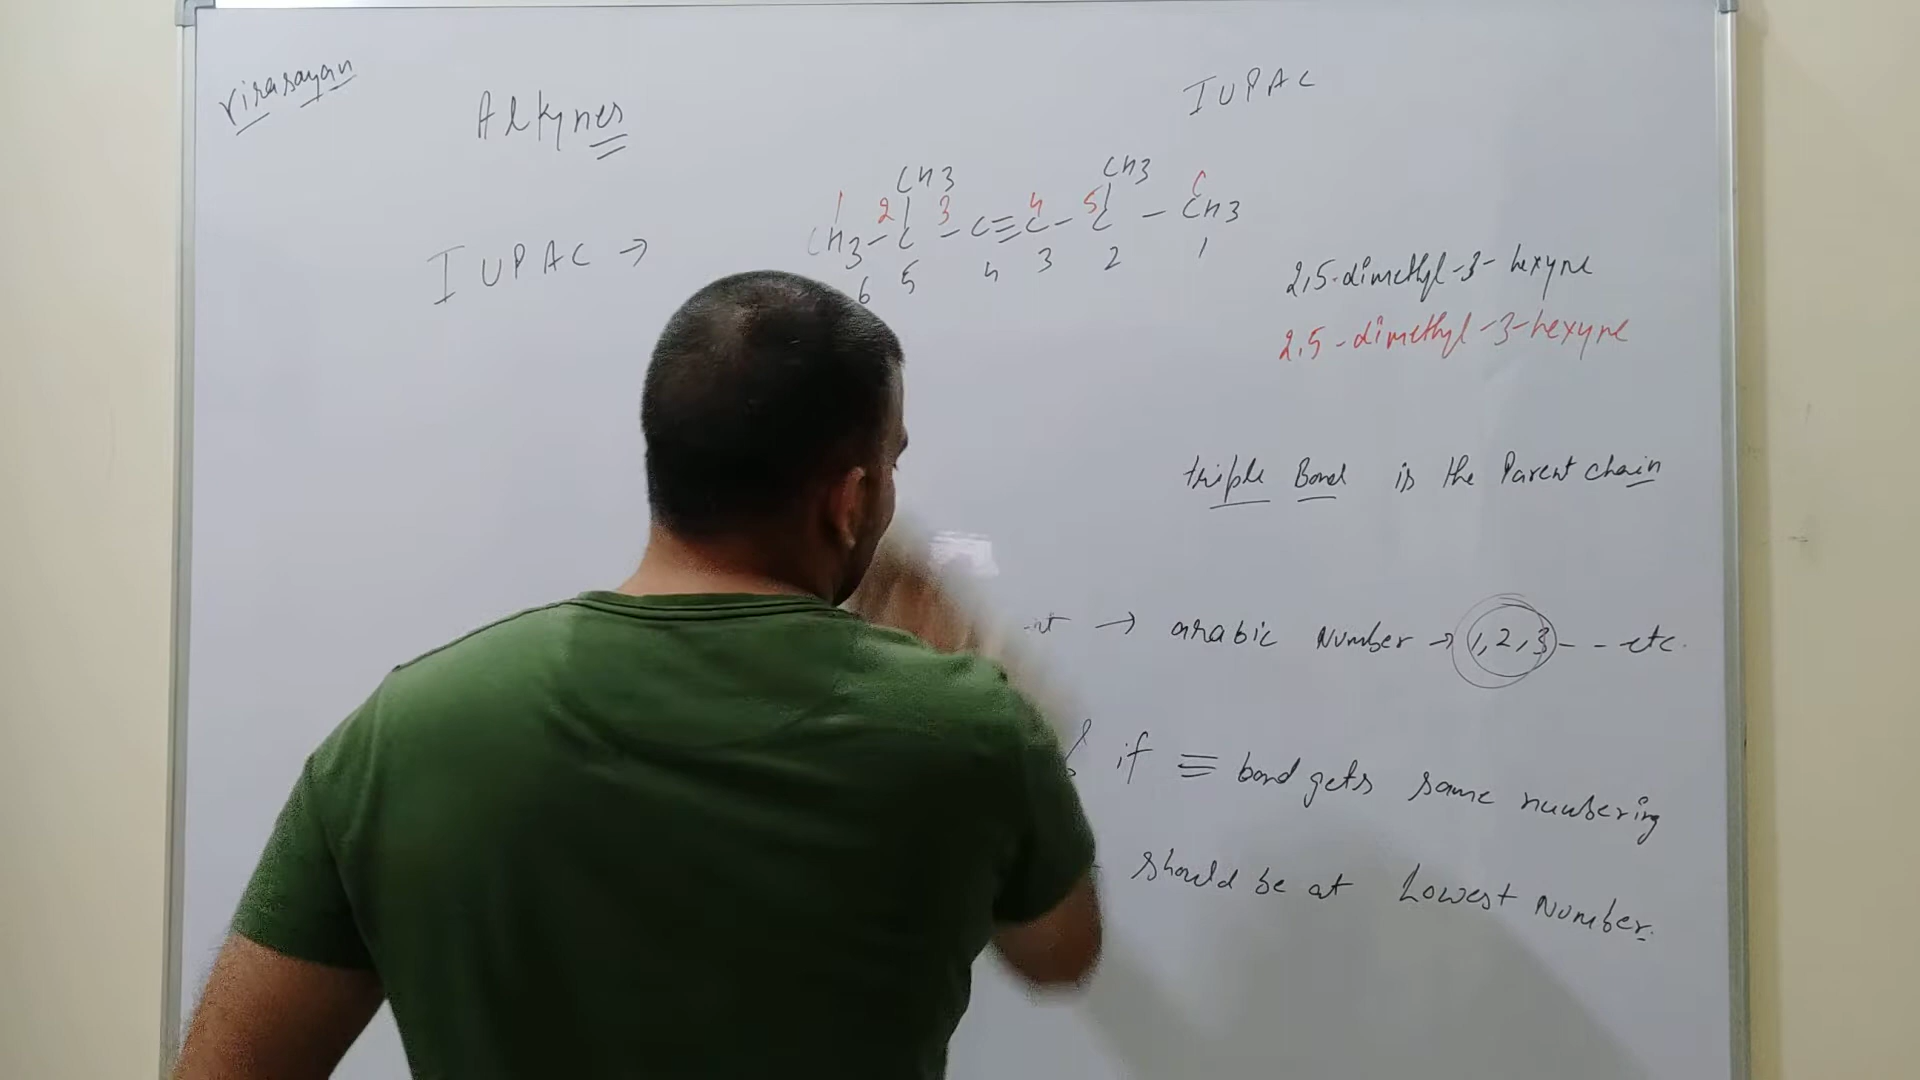 Virasayan
Alkynes
IUPAC
CH3 CH3
1 2 3 4 5
CH3 - C - C ≡ C - C - CH3
6 5 4 3 2 1
IUPAC →
2,5-dimethyl-3-hexyne
2,5-dimethyl-3-hexyne
triple Bond is the Parent chain
→ arabic Number → 1, 2, 3 - - etc.
if ≡ bond gets same numbering
should be at Lowest Number.